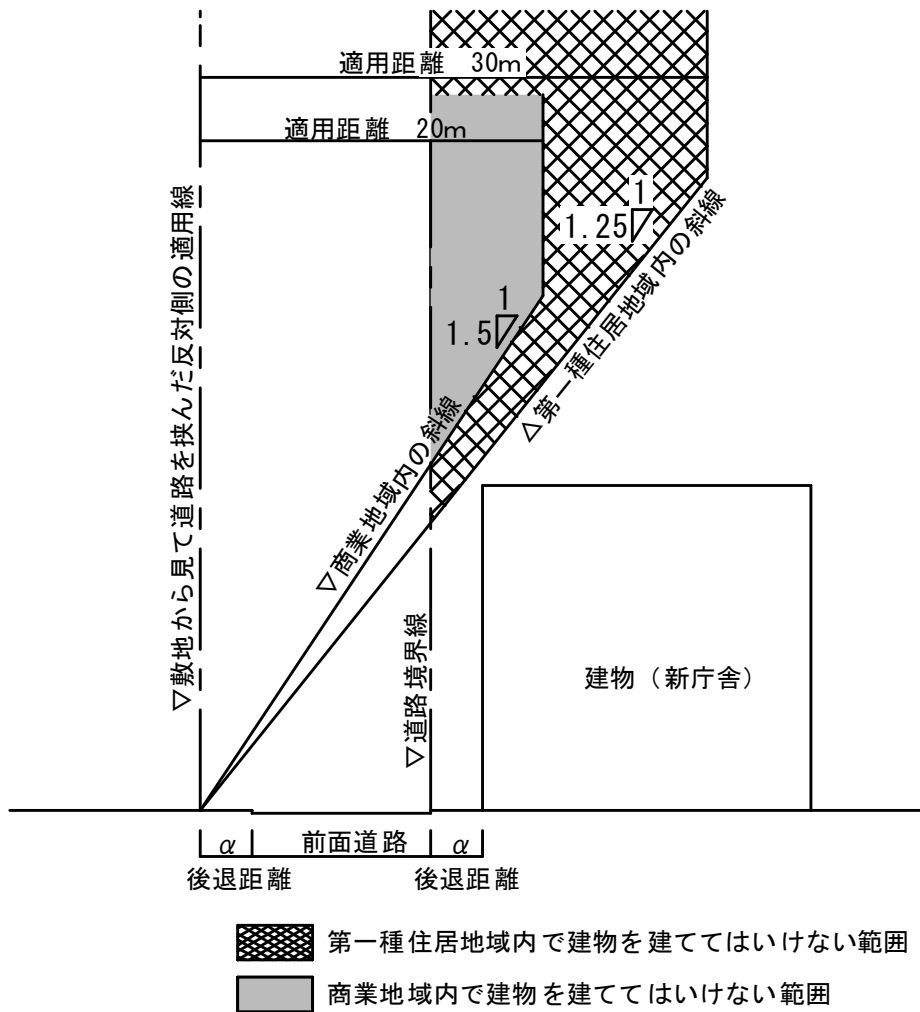 適用距離 30m
適用距離 20m
▽敷地から見て道路を挟んだ反対側の適用線
1
1.25
1
1.5
△第一種住居地域内の斜線
▽商業地域内の斜線
▽道路境界線
建物（新庁舎）
α
前面道路
α
後退距離
後退距離
第一種住居地域内で建物を建ててはいけない範囲
商業地域内で建物を建ててはいけない範囲